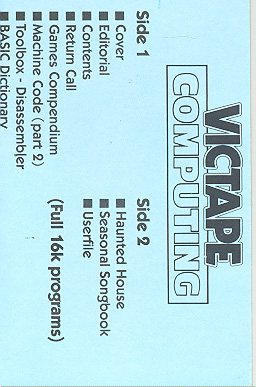 VICTAPE
COMPUTING
Side 1
■ Cover
■ Editorial
■ Contents
■ Return Call
■ Games Compendium
■ Machine Code (part 2)
■ Toolbox - Disassembler
■ BASIC Dictionary
Side 2
■ Haunted House
■ Seasonal Songbook
■ Userfile
(Full 16k programs)